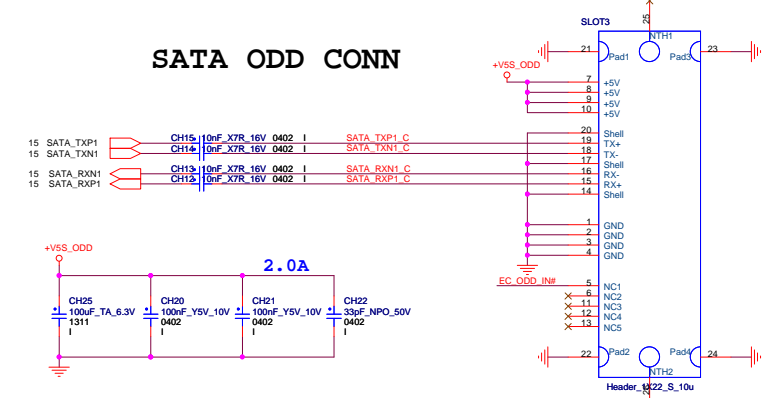 SLOT3
25
NTH1
SATA ODD CONN
21
Pad1
Pad3
23
+V5S_ODD
7
+5V
8
+5V
9
+5V
10
+5V
20
Shell
15 SATA_TXP1
CH15 10nF_X7R_16V 0402 I
SATA_TXP1_C
19
TX+
15 SATA_TXN1
CH14 10nF_X7R_16V 0402 I
SATA_TXN1_C
18
TX-
17
Shell
15 SATA_RXN1
CH13 10nF_X7R_16V 0402 I
SATA_RXN1_C
16
RX-
15 SATA_RXP1
CH12 10nF_X7R_16V 0402 I
SATA_RXP1_C
15
RX+
14
Shell
1
GND
2
GND
3
GND
4
GND
+V5S_ODD
2.0A
EC_ODD_IN#
5
NC1
6
NC2
11
NC3
12
NC4
13
NC5
CH25
100uF_TA_6.3V
1311
I
CH20
100nF_Y5V_10V
0402
I
CH21
100nF_Y5V_10V
0402
I
CH22
33pF_NPO_50V
0402
I
22
Pad2
Pad4
24
NTH2
Header_1X22_S_10u